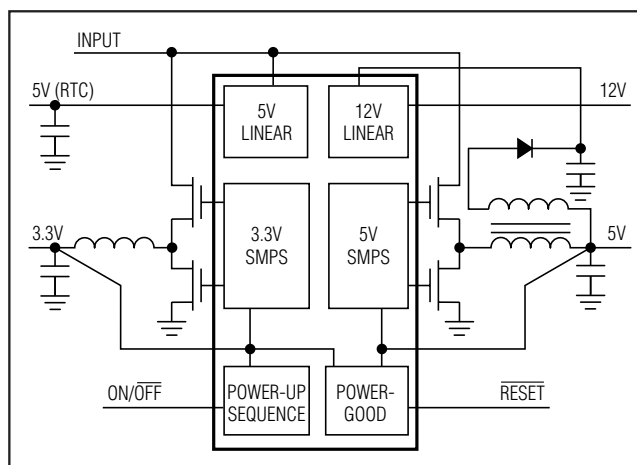 INPUT
5V (RTC)
5V
LINEAR
12V
LINEAR
12V
3.3V
3.3V
SMPS
5V
SMPS
5V
ON/OFF
POWER-UP
SEQUENCE
POWER-
GOOD
RESET